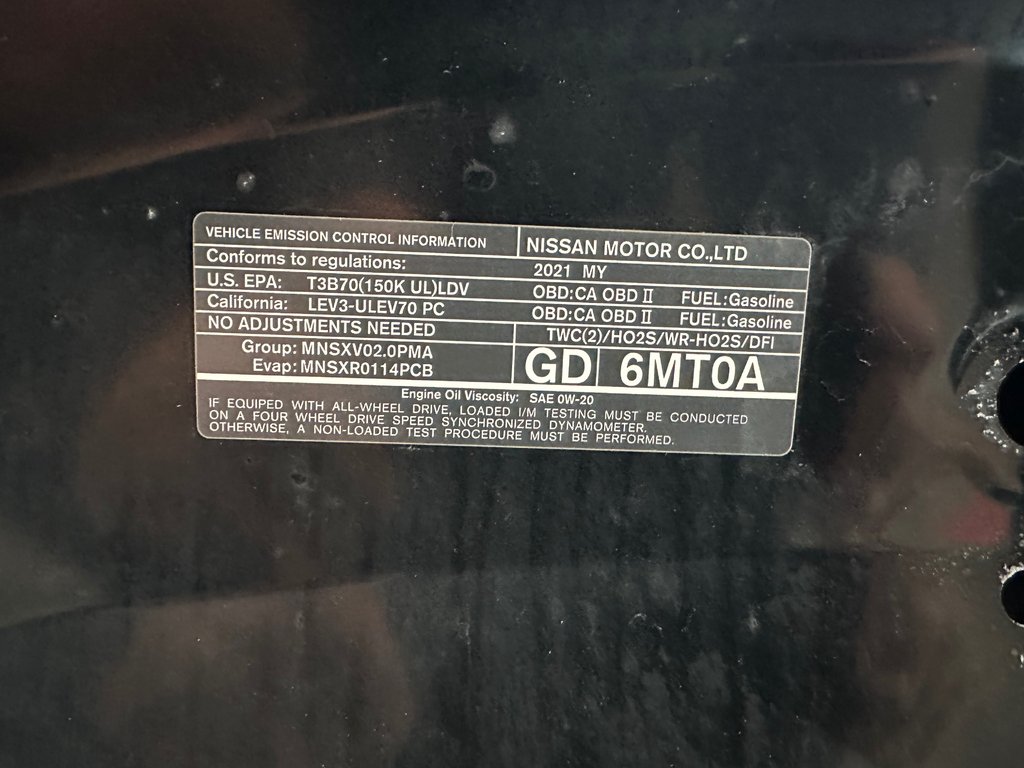 VEHICLE EMISSION CONTROL INFORMATION NISSAN MOTOR CO.,LTD
Conforms to regulations: 2021 MY
U.S. EPA: T3B70(150K UL)LDV OBD:CA OBD II FUEL:Gasoline
California: LEV3-ULEV70 PC OBD:CA OBD II FUEL:Gasoline
NO ADJUSTMENTS NEEDED TWC(2)/HO2S/WR-HO2S/DFI
Group: MNSXV02.0PMA GD 6MT0A
Evap: MNSXR0114PCB
Engine Oil Viscosity: SAE 0W-20
IF EQUIPED WITH ALL-WHEEL DRIVE, LOADED I/M TESTING MUST BE CONDUCTED
ON A FOUR WHEEL DRIVE SPEED SYNCHRONIZED DYNAMOMETER.
OTHERWISE, A NON-LOADED TEST PROCEDURE MUST BE PERFORMED.